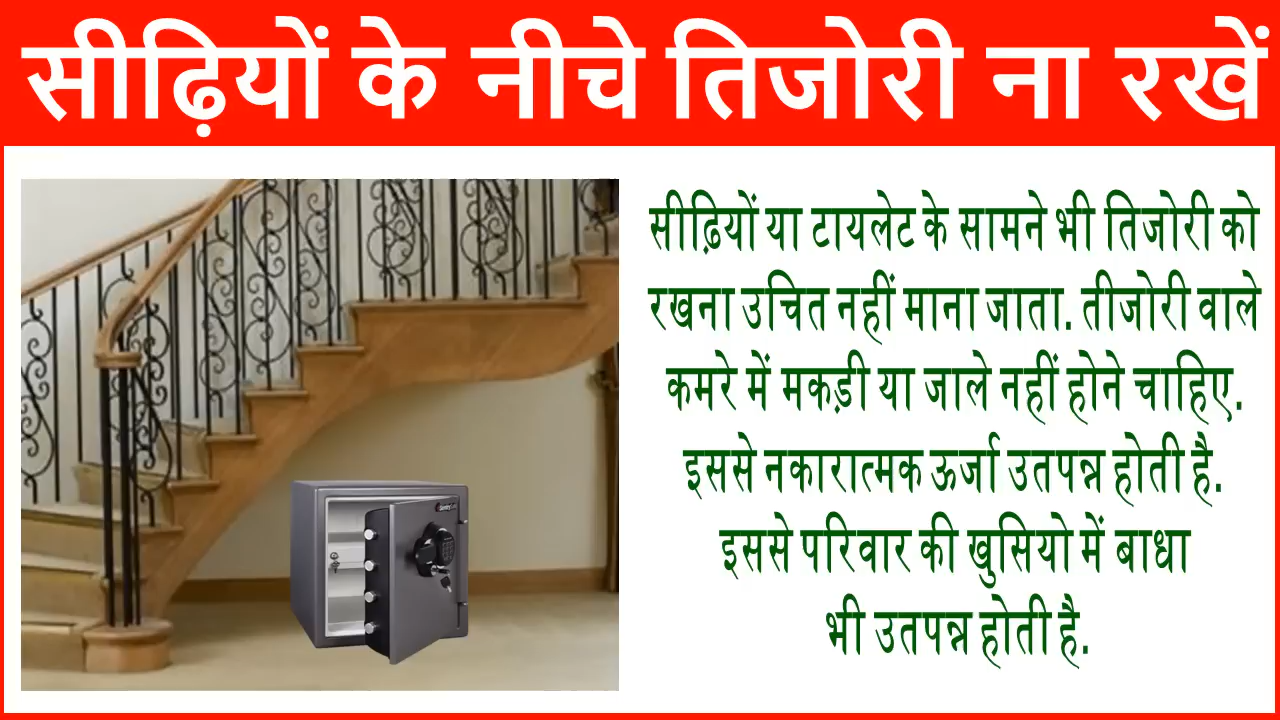 सीढ़ियों के नीचे तिजोरी ना रखें
सीढ़ियों या टायलेट के सामने भी तिजोरी को
रखना उचित नहीं माना जाता. तीजोरी वाले
कमरे में मकड़ी या जाले नहीं होने चाहिए.
इससे नकारात्मक ऊर्जा उतपन्न होती है.
इससे परिवार की खुसियो में बाधा
भी उतपन्न होती है.